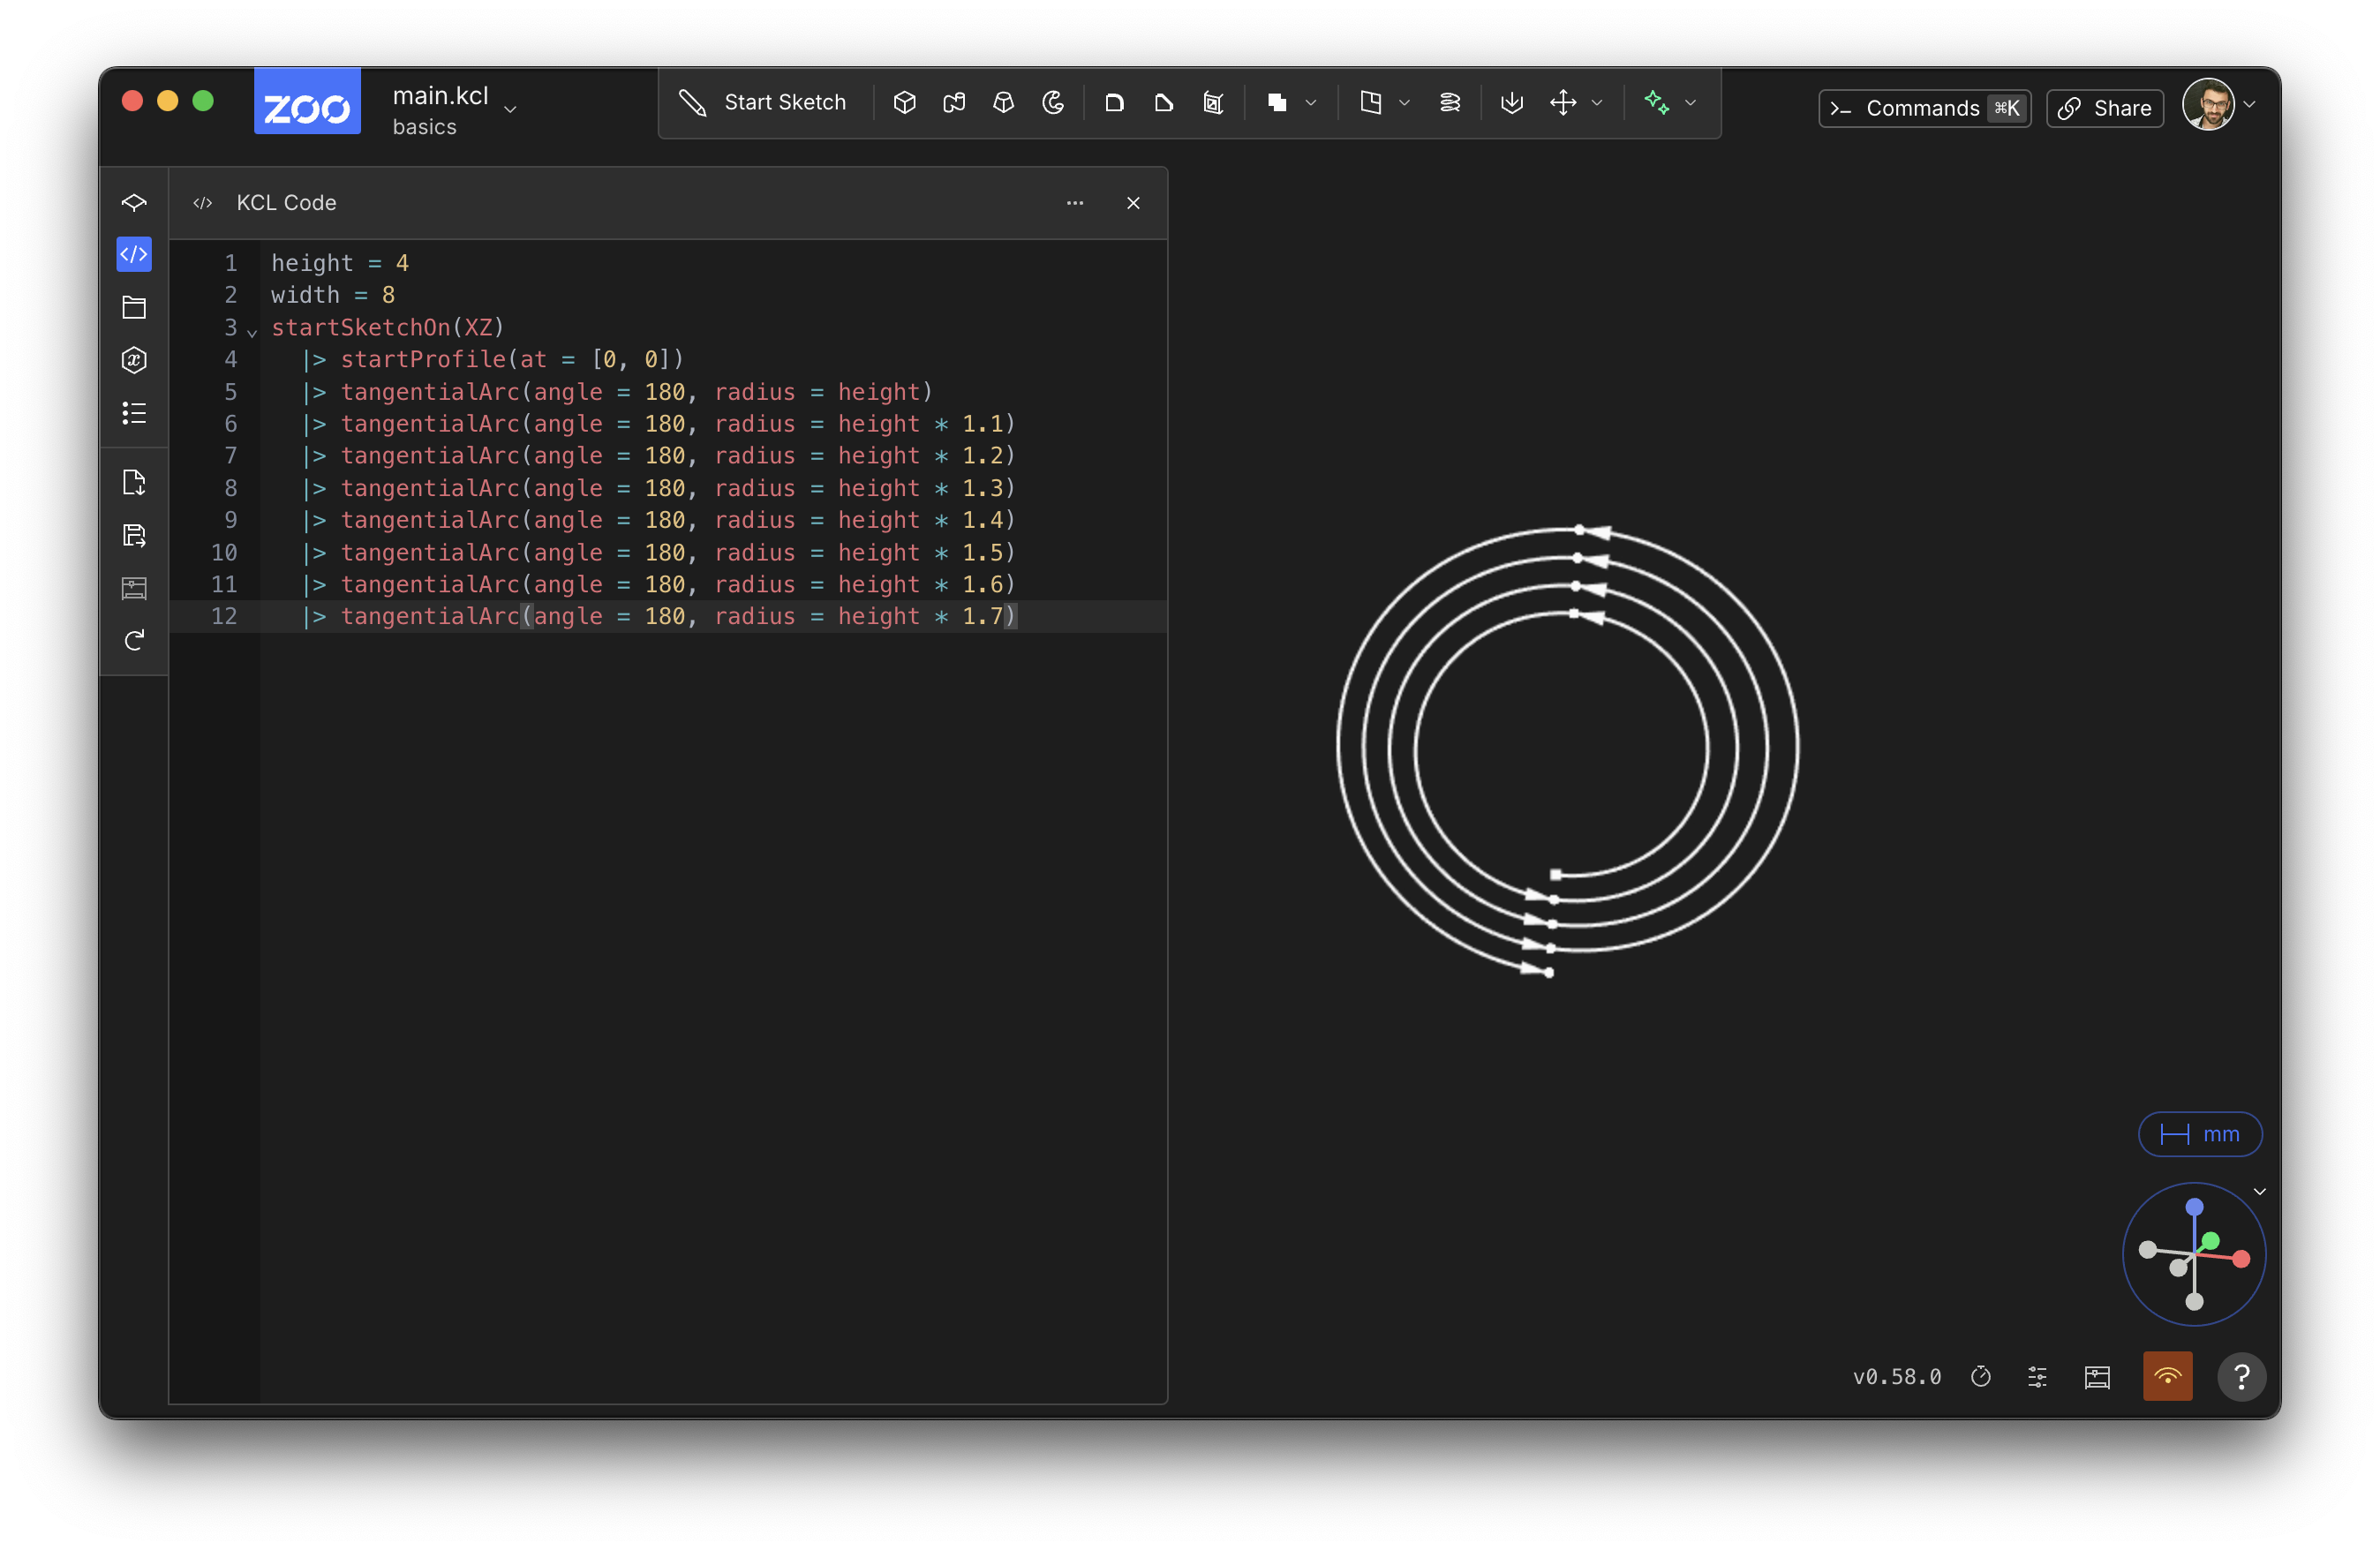 ZOO
main.kcl
basics
Start Sketch
Commands ⌘K
Share
</> KCL Code
1 height = 4
2 width = 8
3 startSketchOn(XZ)
4 |> startProfile(at = [0, 0])
5 |> tangentialArc(angle = 180, radius = height)
6 |> tangentialArc(angle = 180, radius = height * 1.1)
7 |> tangentialArc(angle = 180, radius = height * 1.2)
8 |> tangentialArc(angle = 180, radius = height * 1.3)
9 |> tangentialArc(angle = 180, radius = height * 1.4)
10 |> tangentialArc(angle = 180, radius = height * 1.5)
11 |> tangentialArc(angle = 180, radius = height * 1.6)
12 |> tangentialArc(angle = 180, radius = height * 1.7)
mm
v0.58.0
?